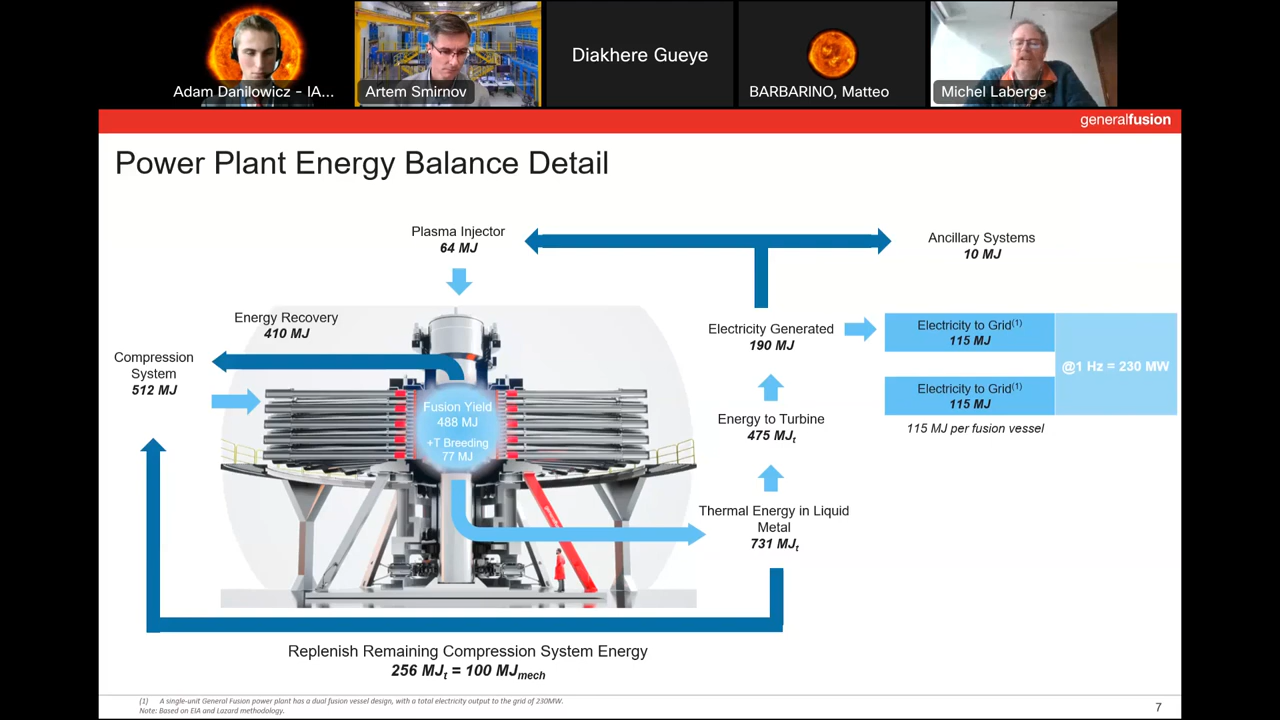 Adam Danilowicz - IA...
Artem Smirnov
Diakhere Gueye
BARBARINO, Matteo
Michel Laberge
generalfusion
Power Plant Energy Balance Detail
Plasma Injector
64 MJ
Ancillary Systems
10 MJ
Energy Recovery
410 MJ
Compression
System
512 MJ
Fusion Yield
488 MJ
+T Breeding
77 MJ
Electricity Generated
190 MJ
Electricity to Grid(1)
115 MJ
@1 Hz = 230 MW
Electricity to Grid(1)
115 MJ
115 MJ per fusion vessel
Energy to Turbine
475 MJt
Thermal Energy in Liquid
Metal
731 MJt
Replenish Remaining Compression System Energy
256 MJt = 100 MJmech
(1) A single-unit General Fusion power plant has a dual fusion vessel design, with a total electricity output to the grid of 230MW.
Note: Based on EIA and Lazard methodology.
7